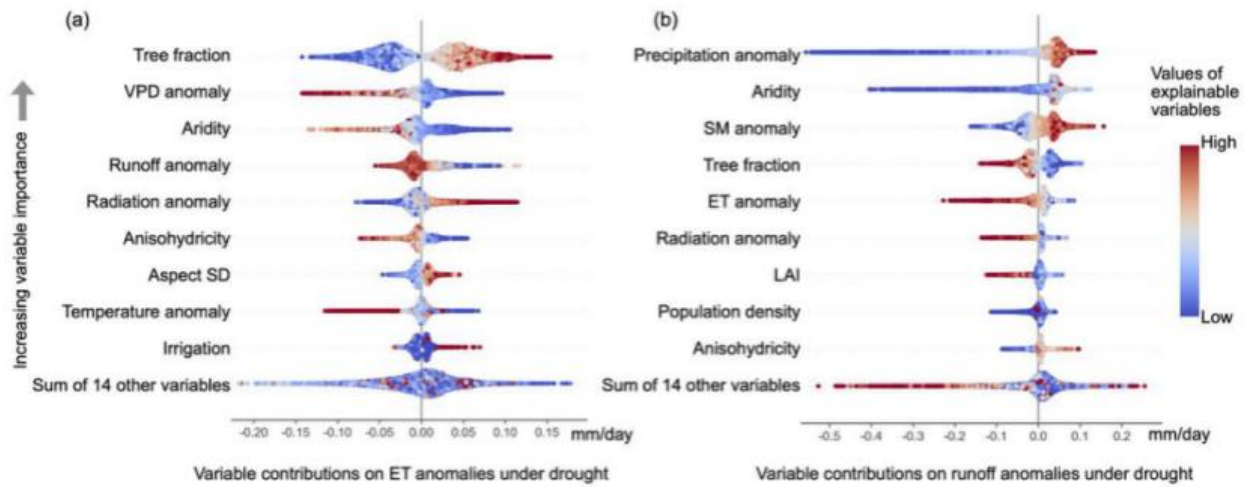 (a)
Increasing variable importance
Tree fraction
VPD anomaly
Aridity
Runoff anomaly
Radiation anomaly
Anisohydricity
Aspect SD
Temperature anomaly
Irrigation
Sum of 14 other variables
-0.20 -0.15 -0.10 -0.05 0.00 0.05 0.10 0.15 mm/day
Variable contributions on ET anomalies under drought
(b)
Precipitation anomaly
Aridity
SM anomaly
Tree fraction
ET anomaly
Radiation anomaly
LAI
Population density
Anisohydricity
Sum of 14 other variables
-0.5 -0.4 -0.3 -0.2 -0.1 0.0 0.1 0.2 mm/day
Variable contributions on runoff anomalies under drought
Values of
explainable
variables
High
Low